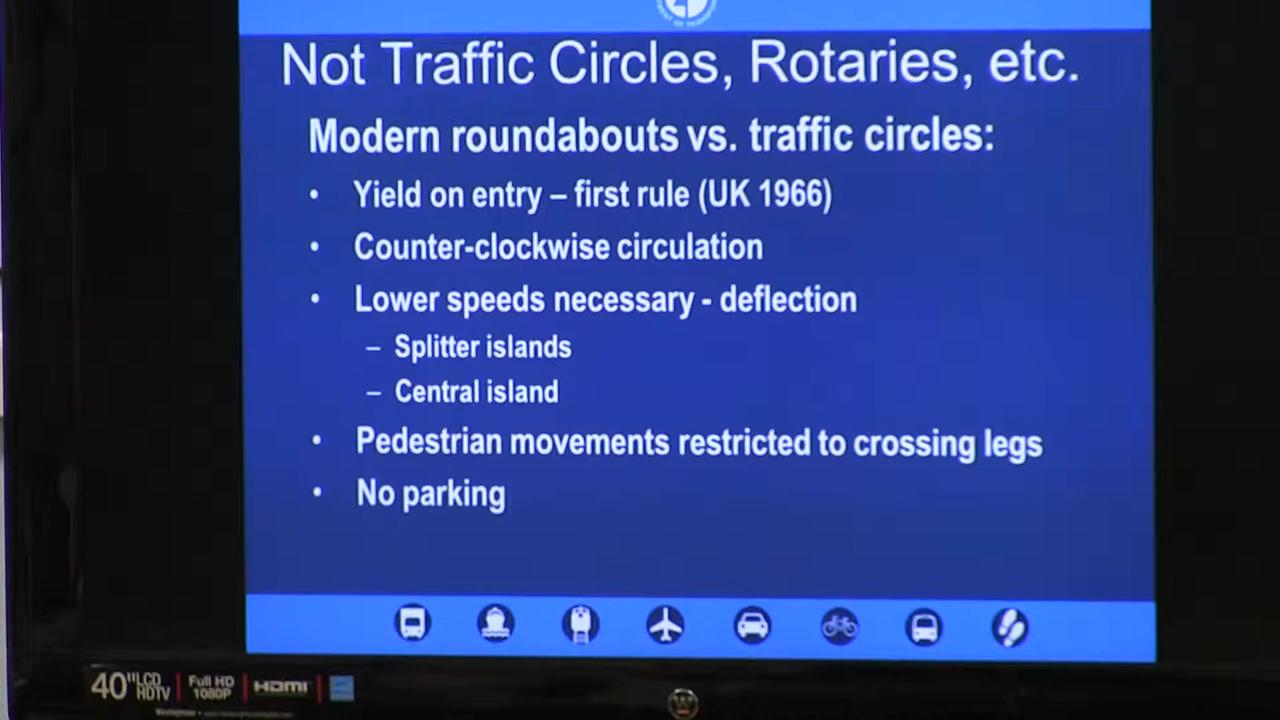 Not Traffic Circles, Rotaries, etc.
Modern roundabouts vs. traffic circles:
• Yield on entry – first rule (UK 1966)
• Counter-clockwise circulation
• Lower speeds necessary - deflection
– Splitter islands
– Central island
• Pedestrian movements restricted to crossing legs
• No parking
40" LCD HDTV Full HD 1080P HDMI